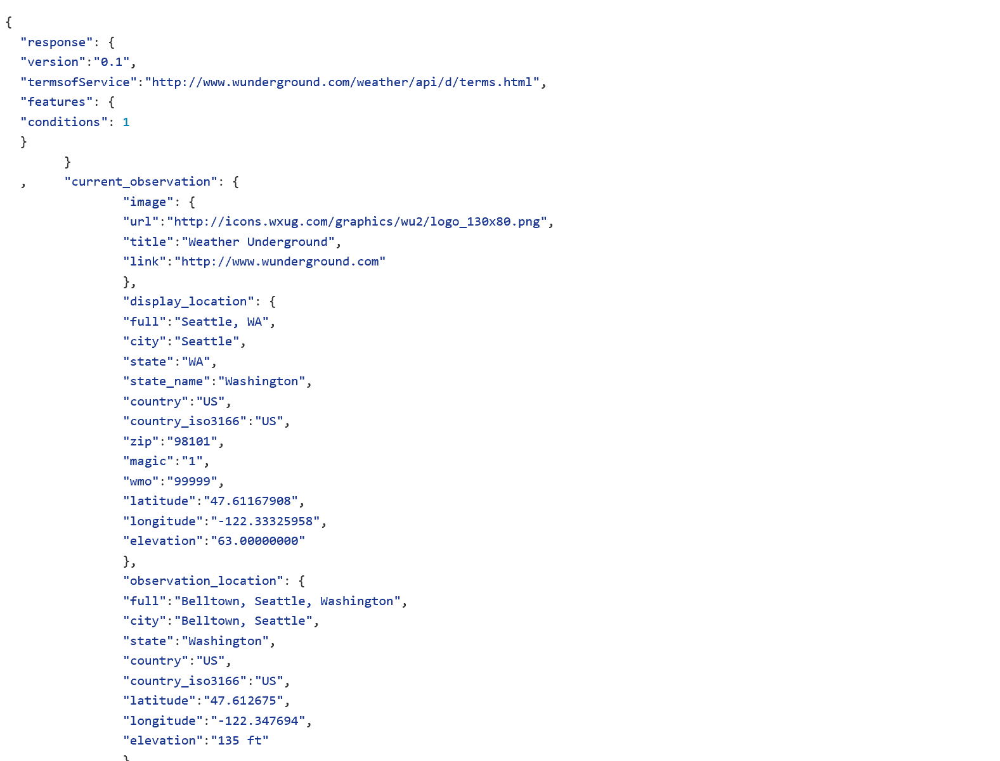 {
  "response": {
  "version":"0.1",
  "termsofService":"http://www.wunderground.com/weather/api/d/terms.html",
  "features": {
  "conditions": 1
  }
        }
  ,     "current_observation": {
                "image": {
                "url":"http://icons.wxug.com/graphics/wu2/logo_130x80.png",
                "title":"Weather Underground",
                "link":"http://www.wunderground.com"
                },
                "display_location": {
                "full":"Seattle, WA",
                "city":"Seattle",
                "state":"WA",
                "state_name":"Washington",
                "country":"US",
                "country_iso3166":"US",
                "zip":"98101",
                "magic":"1",
                "wmo":"99999",
                "latitude":"47.61167908",
                "longitude":"-122.33325958",
                "elevation":"63.00000000"
                },
                "observation_location": {
                "full":"Belltown, Seattle, Washington",
                "city":"Belltown, Seattle",
                "state":"Washington",
                "country":"US",
                "country_iso3166":"US",
                "latitude":"47.612675",
                "longitude":"-122.347694",
                "elevation":"135 ft"
                }